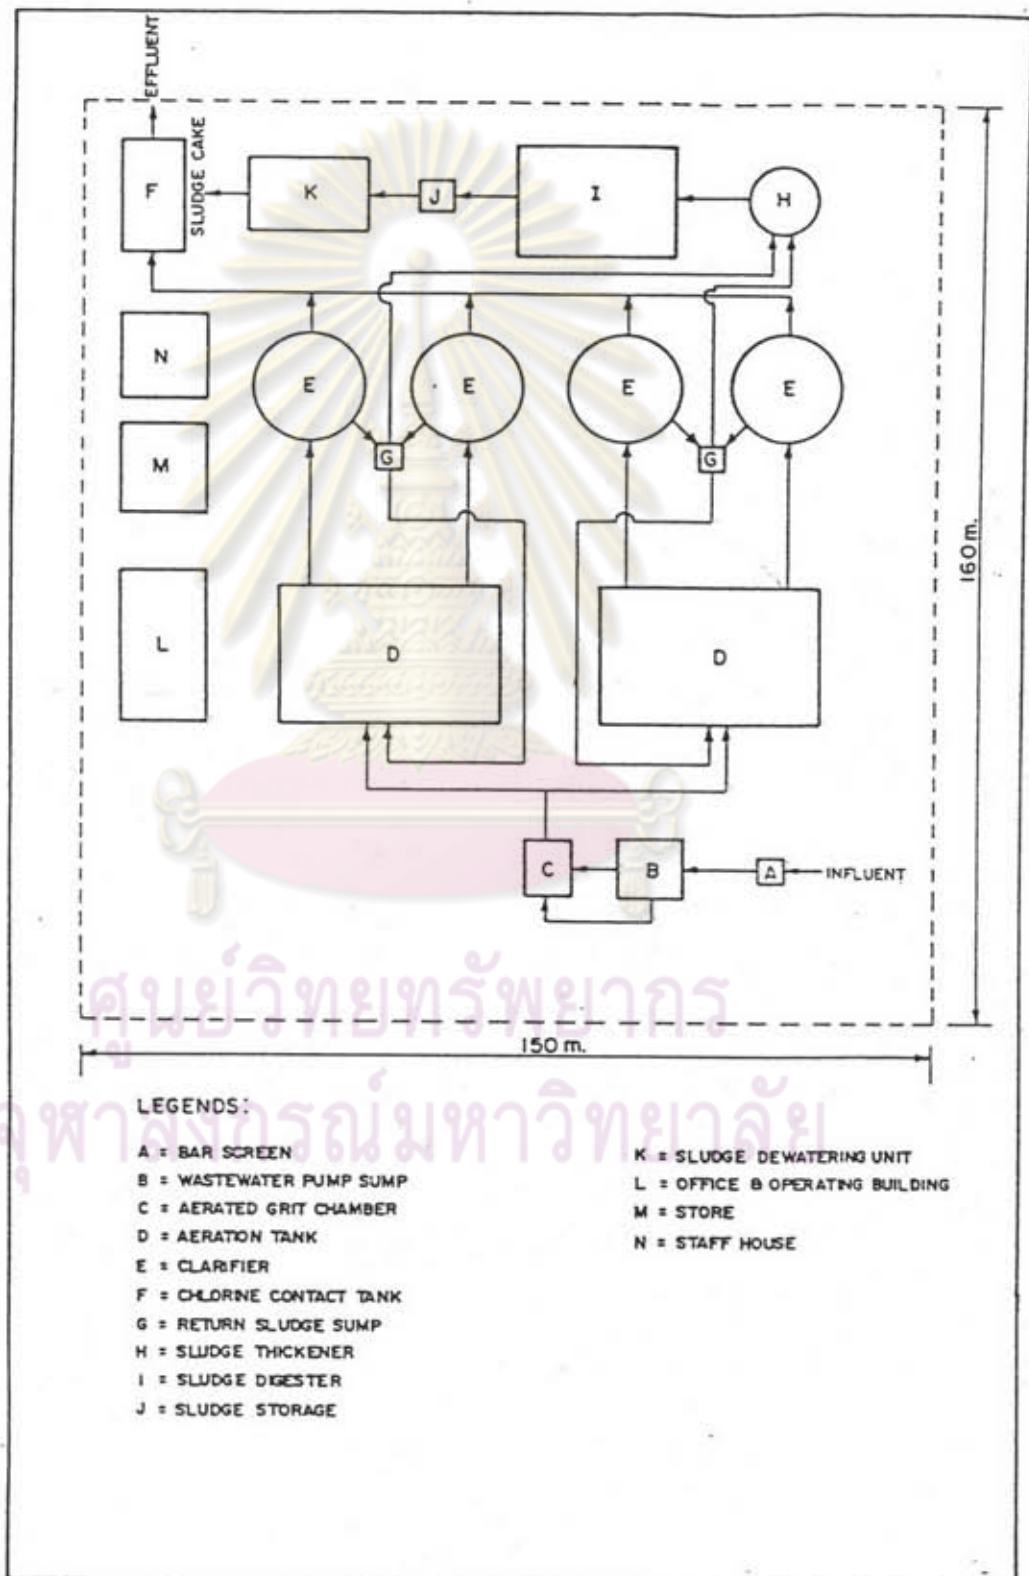 EFFLUENT
SLUDGE CAKE
F
K
J
I
H
N
E
E
E
E
M
G
G
L
D
D
160 m.
C
B
A
INFLUENT
ศูนย์วิทยทรัพยากร
150 m.
จุฬาลงกรณ์มหาวิทยาลัย
LEGENDS:
A = BAR SCREEN
B = WASTEWATER PUMP SUMP
C = AERATED GRIT CHAMBER
D = AERATION TANK
E = CLARIFIER
F = CHLORINE CONTACT TANK
G = RETURN SLUDGE SUMP
H = SLUDGE THICKENER
I = SLUDGE DIGESTER
J = SLUDGE STORAGE
K = SLUDGE DEWATERING UNIT
L = OFFICE & OPERATING BUILDING
M = STORE
N = STAFF HOUSE